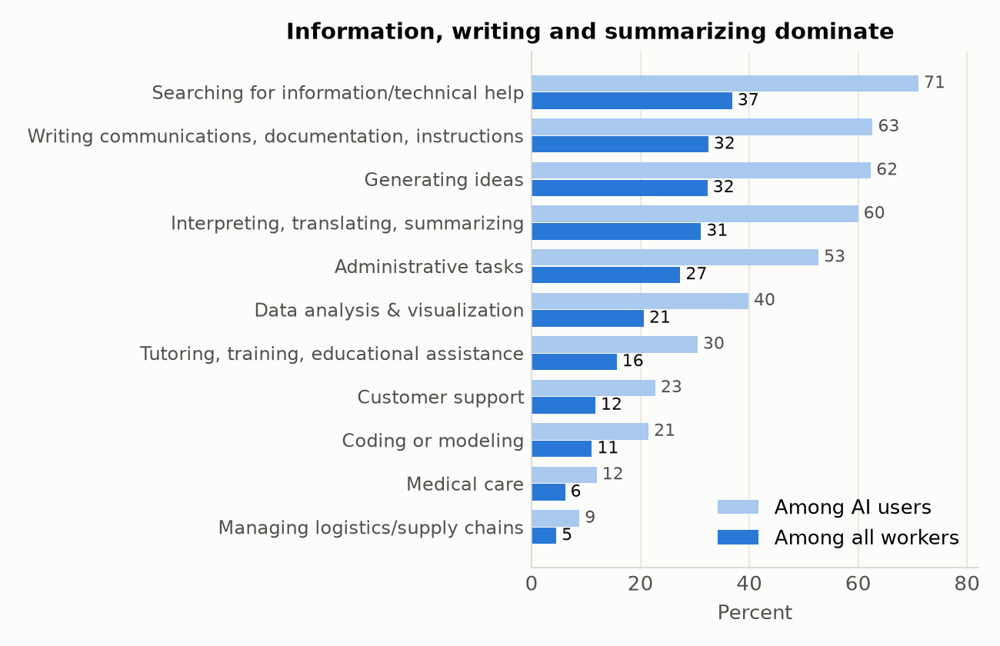 Information, writing and summarizing dominate
Searching for information/technical help
71
37
Writing communications, documentation, instructions
63
32
Generating ideas
62
32
Interpreting, translating, summarizing
60
31
Administrative tasks
53
27
Data analysis & visualization
40
21
Tutoring, training, educational assistance
30
16
Customer support
23
12
Coding or modeling
21
11
Medical care
12
6
Managing logistics/supply chains
9
5
Among AI users
Among all workers
0 20 40 60 80
Percent